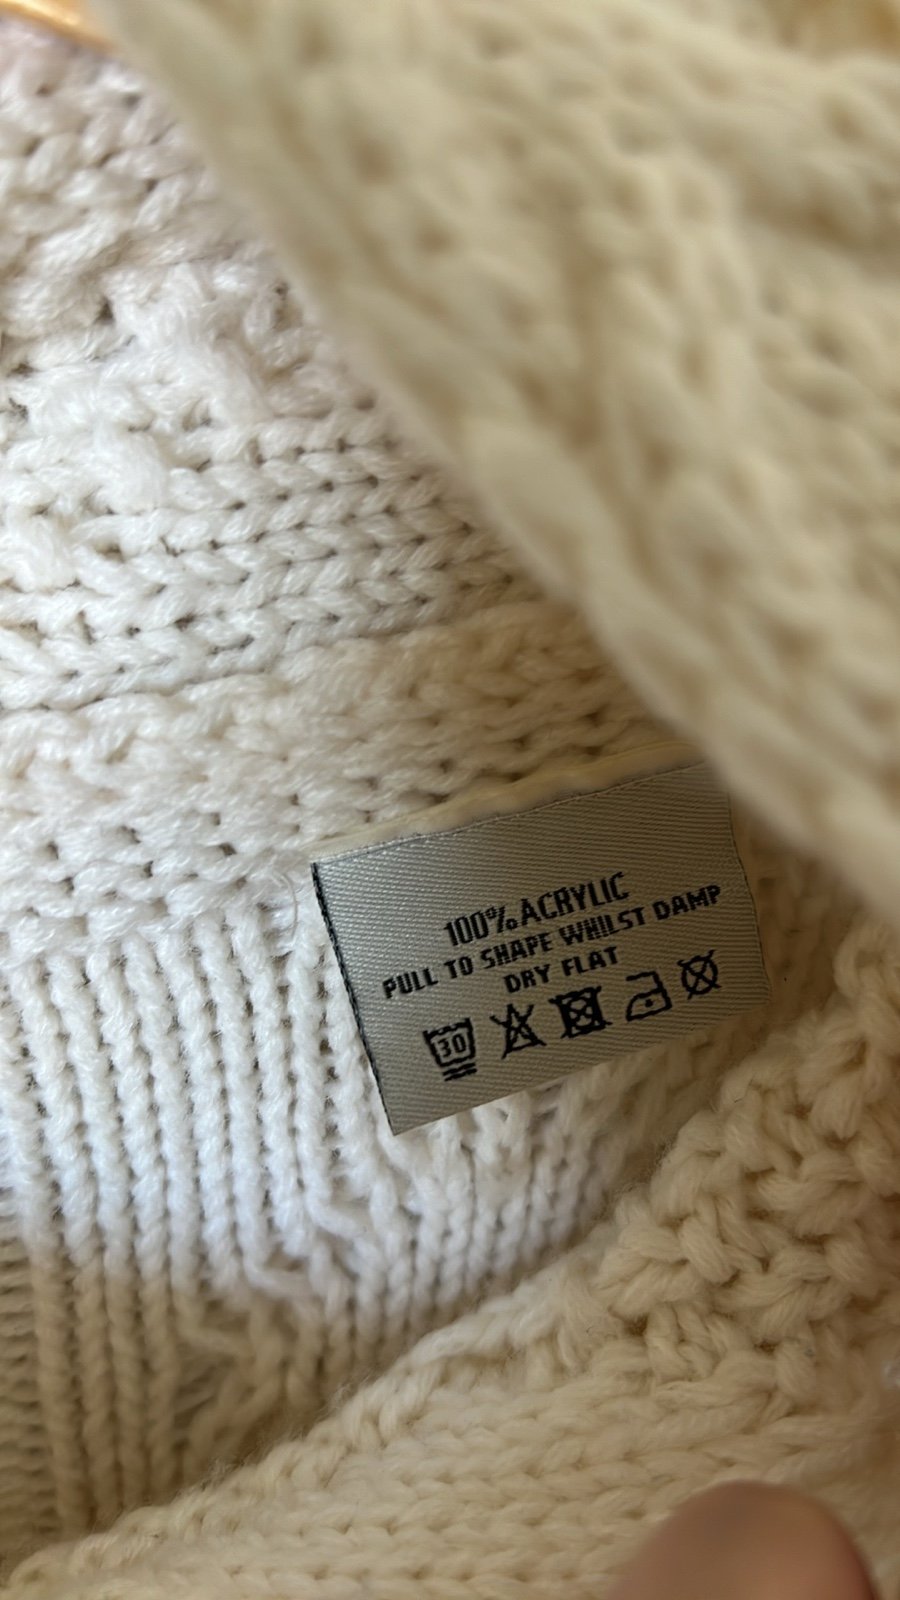 100% ACRYLIC
PULL TO SHAPE WHILST DAMP
DRY FLAT
30